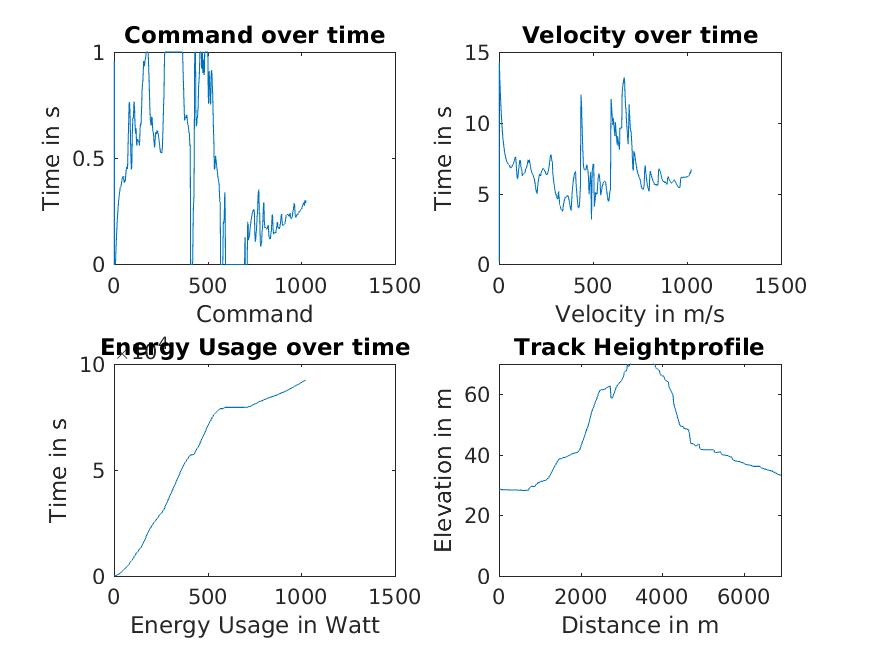 Command over time
1
0.5
0
0 500 1000 1500
Time in s
Command
Velocity over time
15
10
5
0
0 500 1000 1500
Time in s
Velocity in m/s
Energy Usage over time
×10⁴
10
5
0
0 500 1000 1500
Time in s
Energy Usage in Watt
Track Heightprofile
60
40
20
0
0 2000 4000 6000
Elevation in m
Distance in m